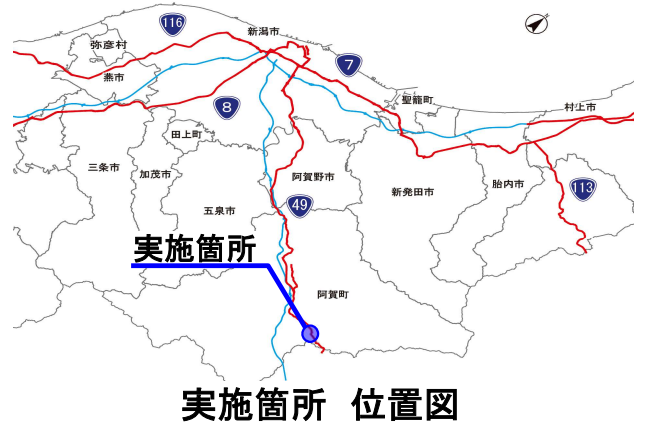 116
新潟市
弥彦村
7
燕市
聖籠町
村上市
8
田上町
三条市
加茂市
阿賀野市
新発田市
胎内市
113
五泉市
49
実施箇所
阿賀町
実施箇所 位置図